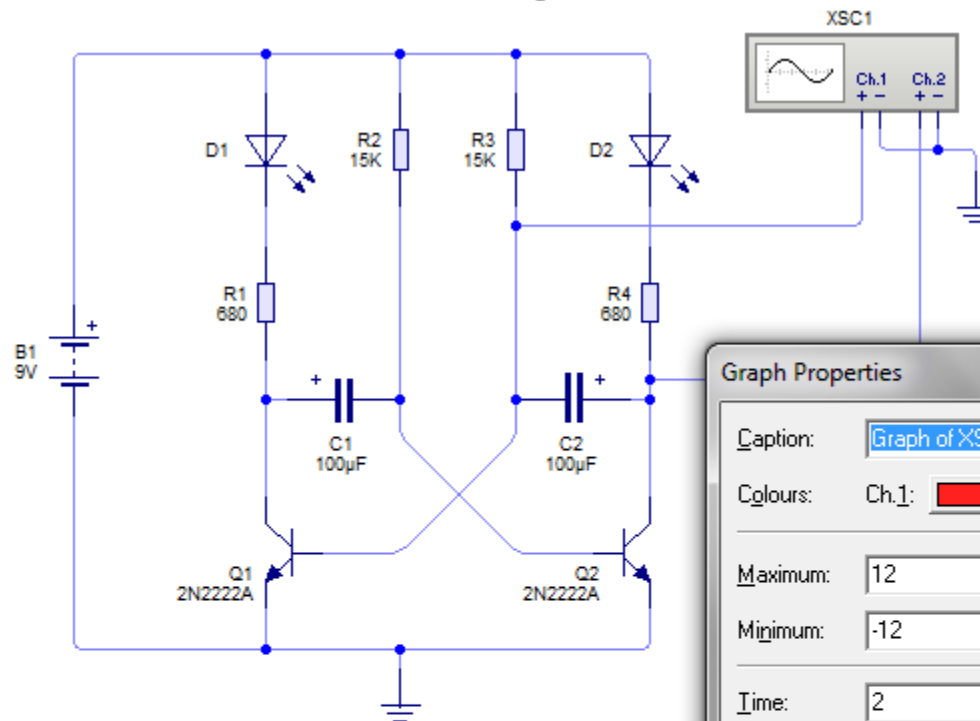 XSC1
Ch.1 Ch.2
+ − + −
D1
R2
15K
R3
15K
D2
R1
680
R4
680
B1
9V
+
+
+
C1
100µF
C2
100µF
Q1
2N2222A
Q2
2N2222A
Graph Properties
Caption: Graph of XS
Colours: Ch.1:
Maximum: 12
Minimum: -12
Time: 2